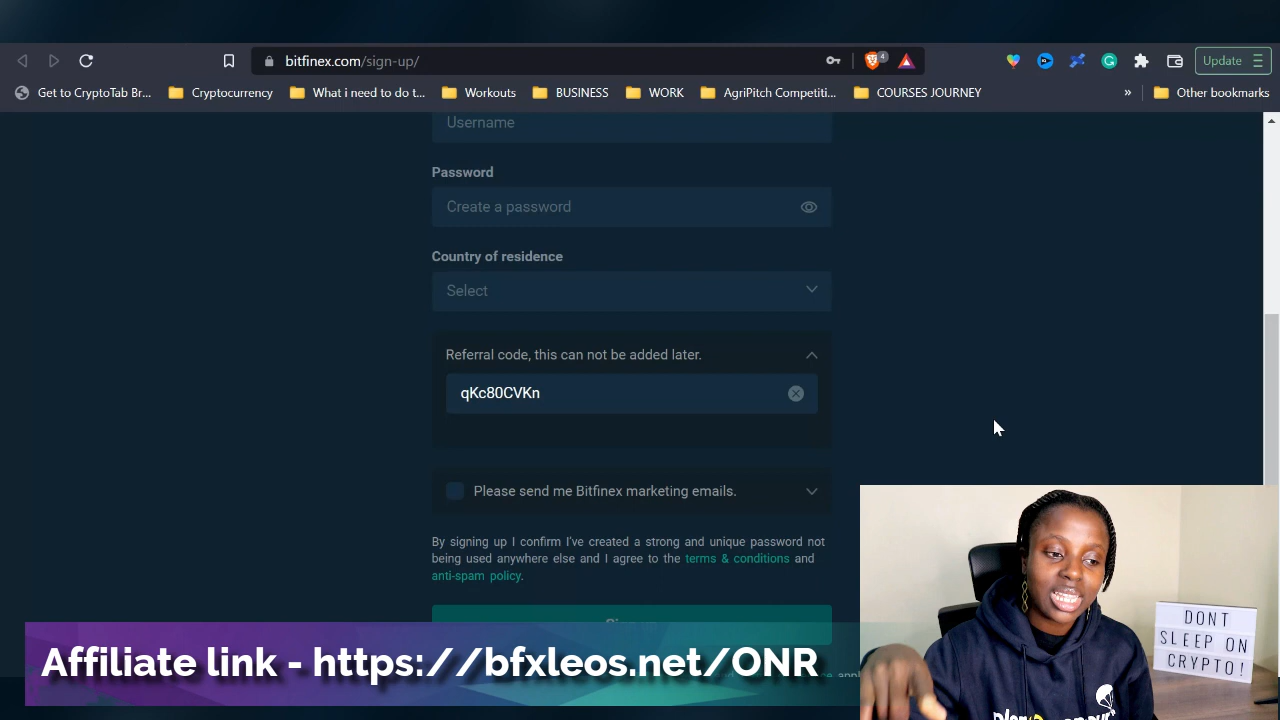 bitfinex.com/sign-up/
4
Update
Get to CryptoTab Br...
Cryptocurrency
What i need to do t...
Workouts
BUSINESS
WORK
AgriPitch Competiti...
COURSES JOURNEY
»
Other bookmarks
Username
Password
Create a password
Country of residence
Select
Referral code, this can not be added later.
qKc80CVKn
Please send me Bitfinex marketing emails.
By signing up I confirm I've created a strong and unique password not
being used anywhere else and I agree to the terms & conditions and
anti-spam policy.
Affiliate link - https://bfxleos.net/ONR
DONT
SLEEP ON
CRYPTO!